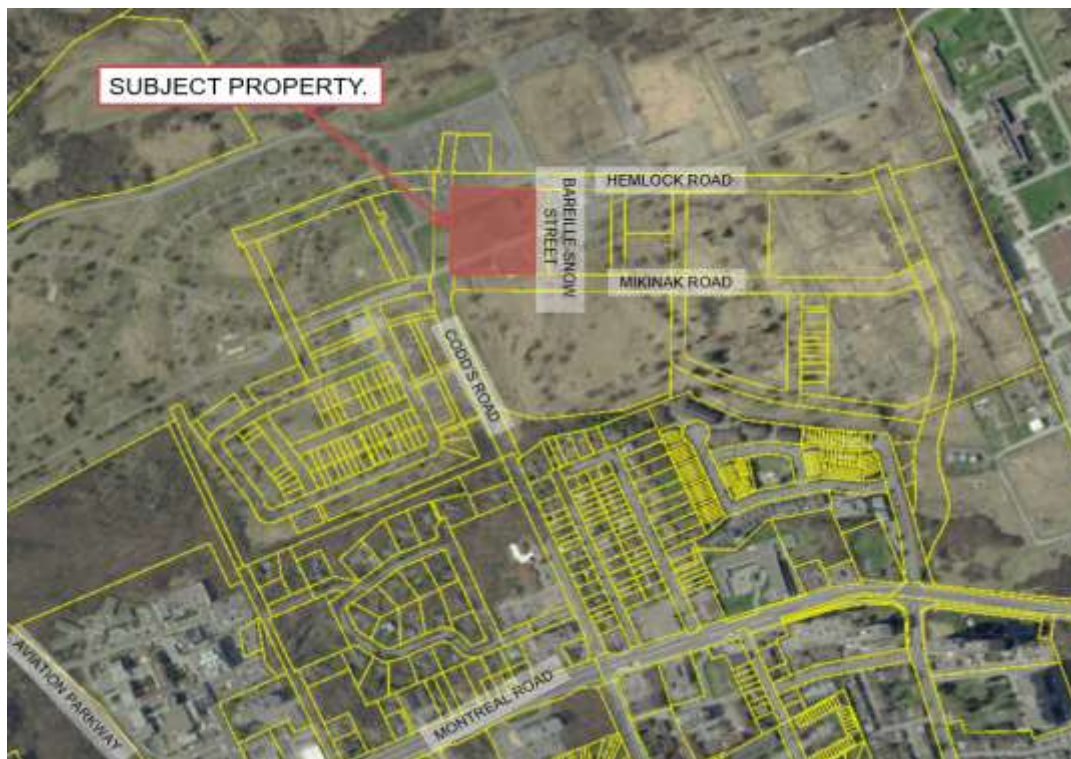 SUBJECT PROPERTY.
HEMLOCK ROAD
BAREILLE-SNOW
STREET
MIKINAK ROAD
CODD'S ROAD
MONTREAL ROAD
AVIATION PARKWAY